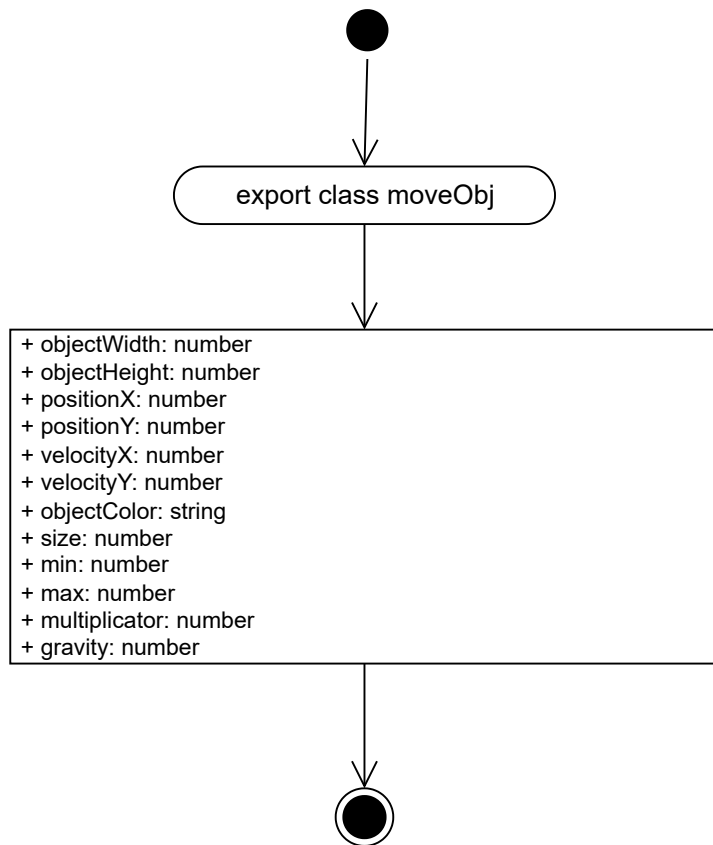 export class moveObj
+ objectWidth: number
+ objectHeight: number
+ positionX: number
+ positionY: number
+ velocityX: number
+ velocityY: number
+ objectColor: string
+ size: number
+ min: number
+ max: number
+ multiplicator: number
+ gravity: number